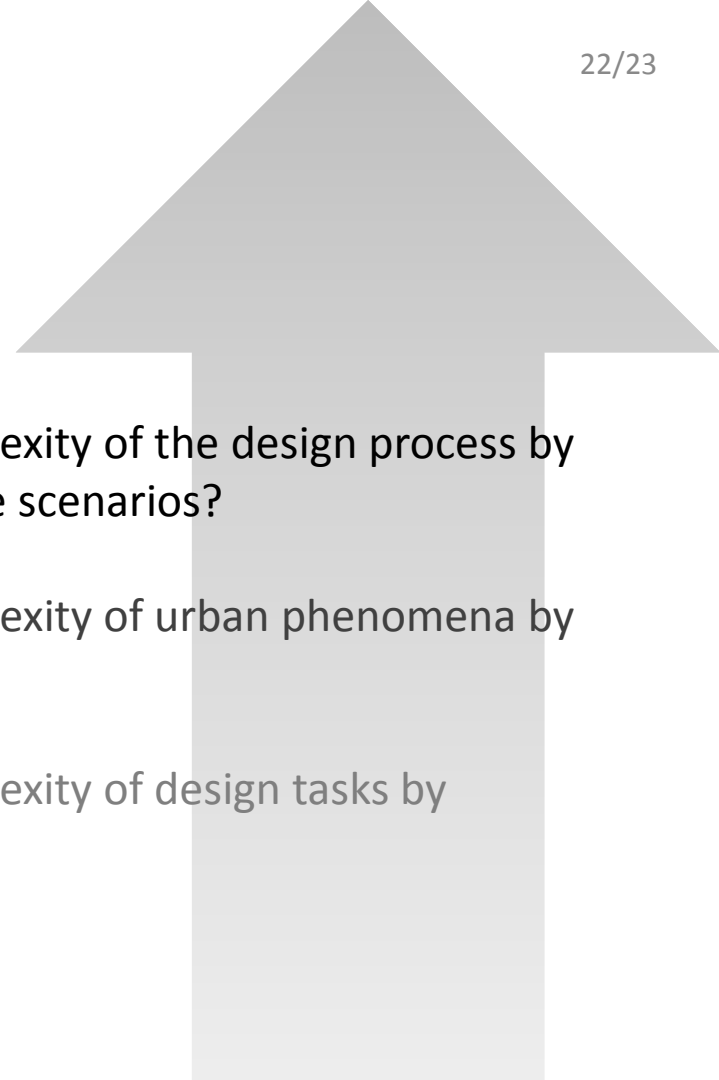 22/23
exity of the design process by
scenarios?
exity of urban phenomena by
exity of design tasks by